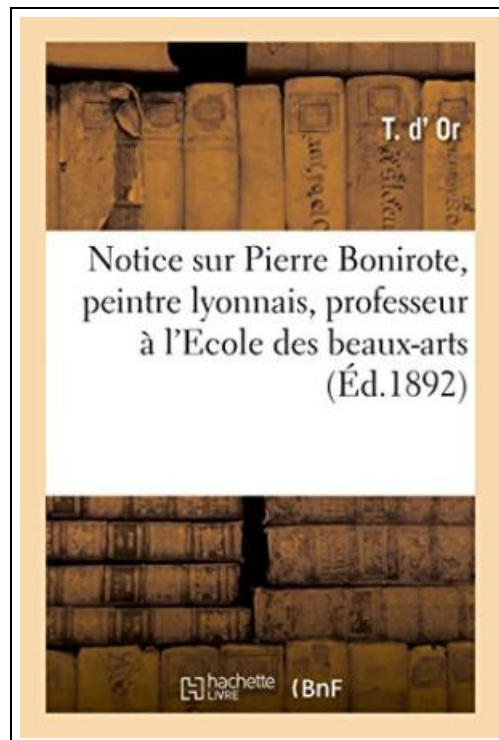 T. d' Or
Notice sur Pierre Bonirote,
peintre lyonnais, professeur
à l'Ecole des beaux-arts
(Éd.1892)
hachette
LIVRE
(BnF